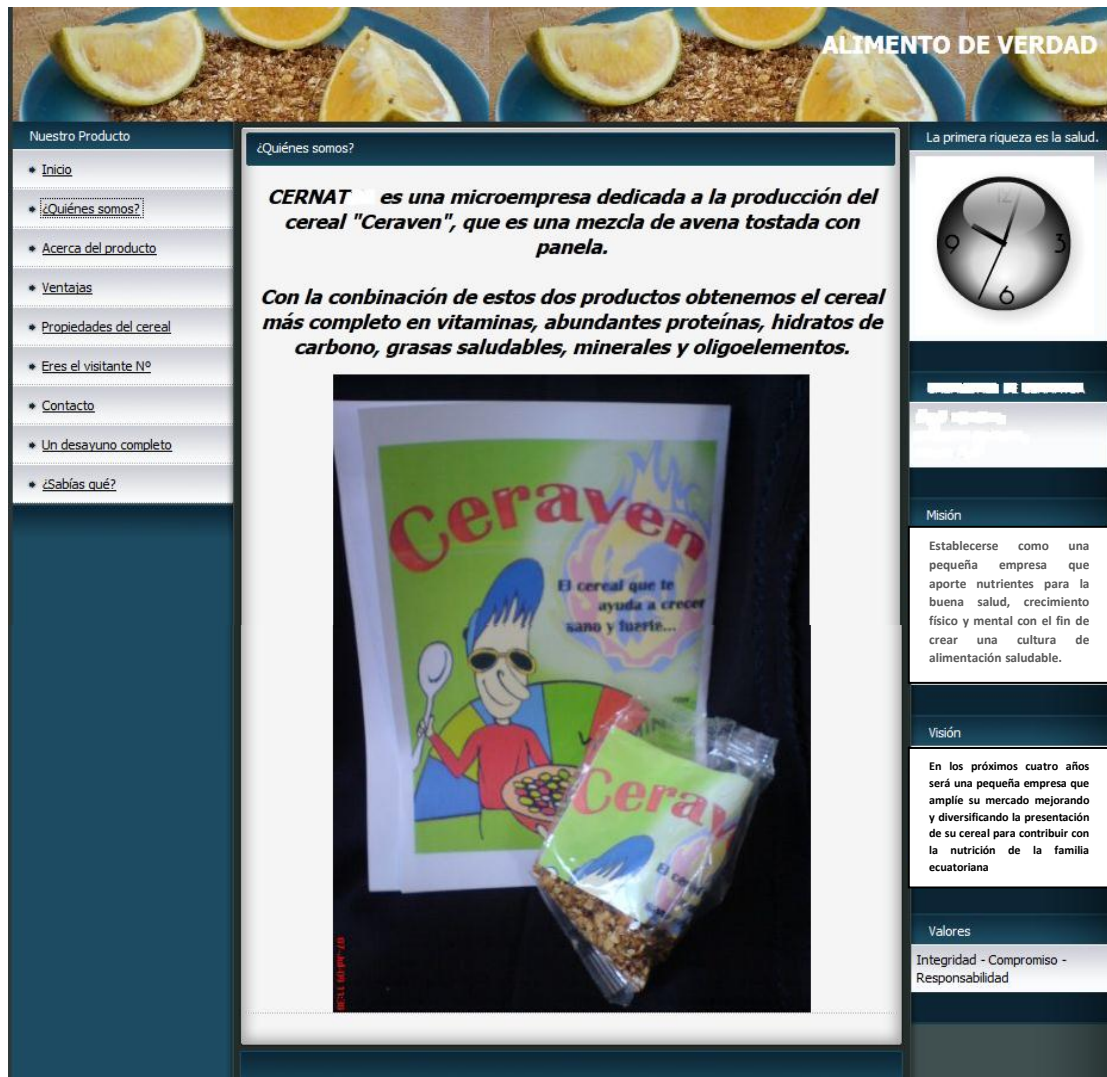 ALIMENTO DE VERDAD
Nuestro Producto
Inicio
¿Quiénes somos?
Acerca del producto
Ventajas
Propiedades del cereal
Eres el visitante Nº
Contacto
Un desayuno completo
¿Sabías qué?
¿Quiénes somos?
CERNAT es una microempresa dedicada a la producción del
cereal "Ceraven", que es una mezcla de avena tostada con
panela.
Con la conbinación de estos dos productos obtenemos el cereal
más completo en vitaminas, abundantes proteínas, hidratos de
carbono, grasas saludables, minerales y oligoelementos.
Ceraven
El cereal que te
ayuda a crecer
sano y fuerte...
Cerav
La primera riqueza es la salud.
12
9 3
6
Misión
Establecerse como una
pequeña empresa que
aporte nutrientes para la
buena salud, crecimiento
físico y mental con el fin de
crear una cultura de
alimentación saludable.
Visión
En los próximos cuatro años
será una pequeña empresa que
amplíe su mercado mejorando
y diversificando la presentación
de su cereal para contribuir con
la nutrición de la familia
ecuatoriana
Valores
Integridad - Compromiso -
Responsabilidad